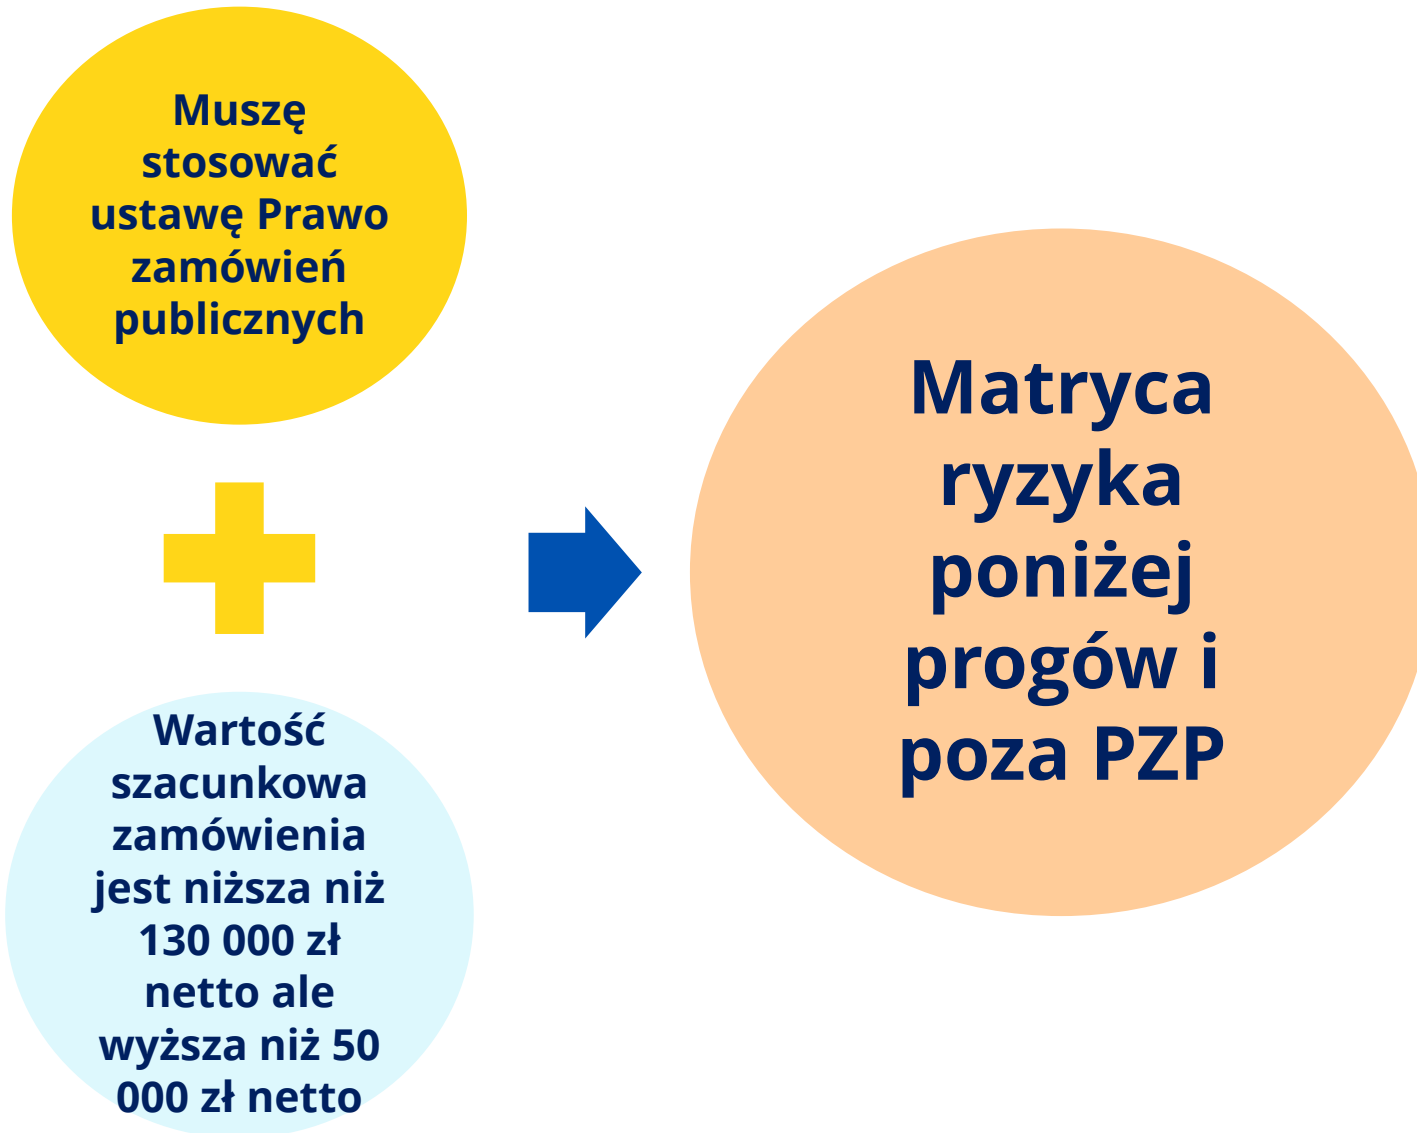 Muszę
stosować
ustawę Prawo
zamówień
publicznych
Wartość
szacunkowa
zamówienia
jest niższa niż
130 000 zł
netto ale
wyższa niż 50
000 zł netto
Matryca
ryzyka
poniżej
progów i
poza PZP